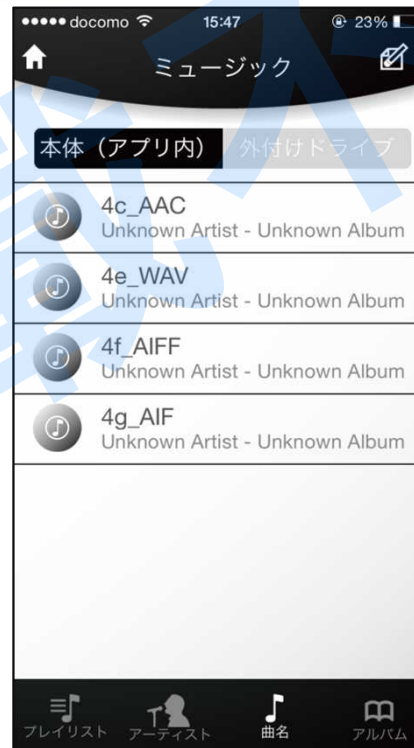 docomo 15:47 23%
ミュージック
本体（アプリ内） 外付けドライブ
4c_AAC
Unknown Artist - Unknown Album
4e_WAV
Unknown Artist - Unknown Album
4f_AIFF
Unknown Artist - Unknown Album
4g_AIF
Unknown Artist - Unknown Album
プレイリスト アーティスト 曲名 アルバム